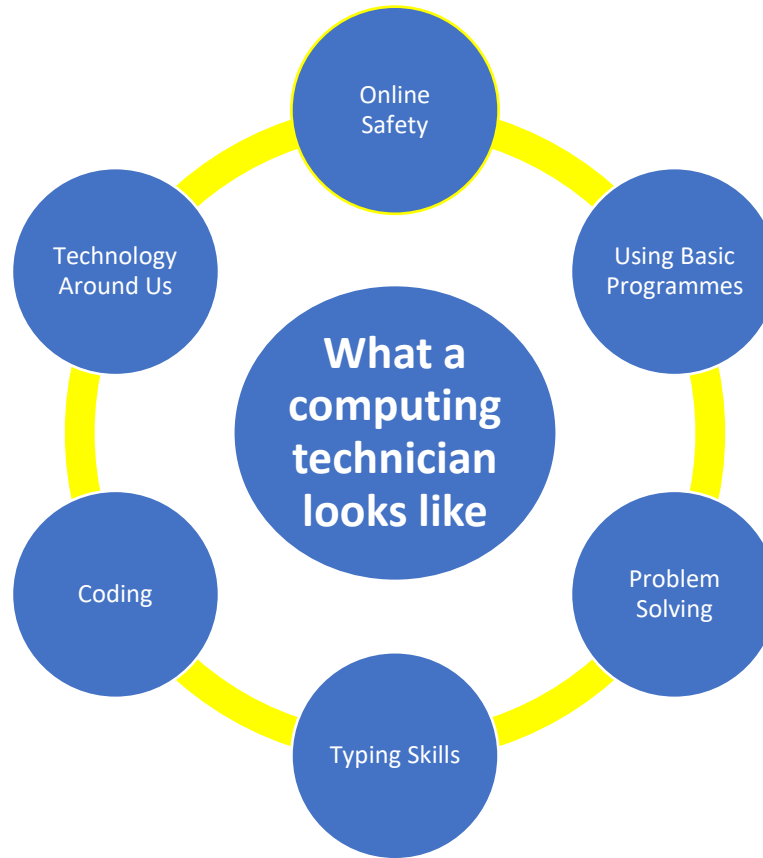 Online
Safety
Technology
Around Us
Using Basic
Programmes
What a
computing
technician
looks like
Coding
Problem
Solving
Typing Skills